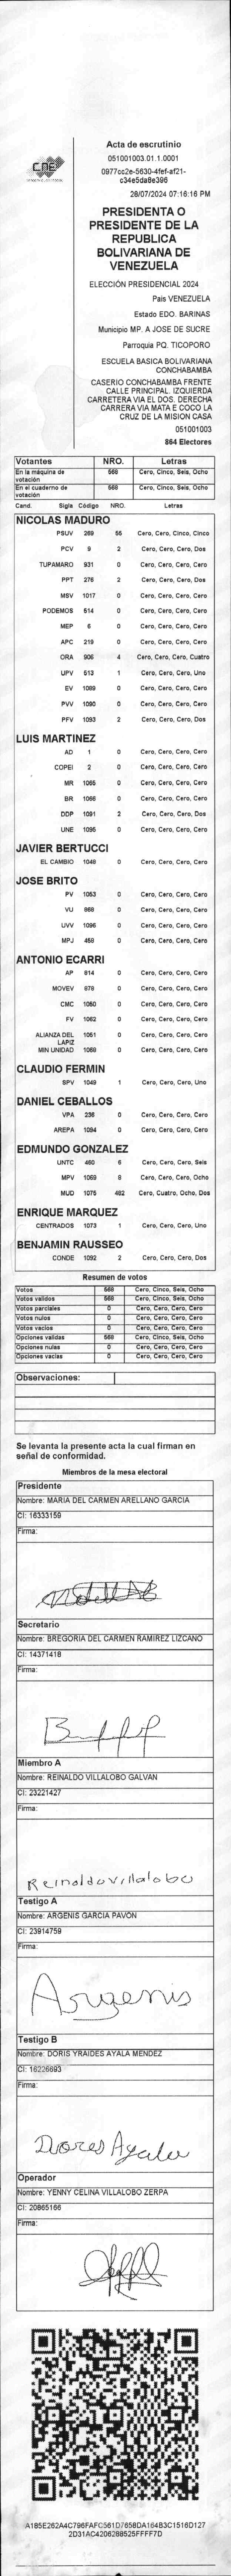 Acta de escrutinio
051001003.01.1.0001
0977cc2e-5630-4fef-af21-
c34e5da8e396
28/07/2024 07:16:16 PM
CNE
PRESIDENTA O
PRESIDENTE DE LA
REPUBLICA
BOLIVARIANA DE
VENEZUELA
ELECCIÓN PRESIDENCIAL 2024
País VENEZUELA
Estado EDO. BARINAS
Municipio MP. A JOSE DE SUCRE
Parroquia PQ. TICOPORO
ESCUELA BASICA BOLIVARIANA
CONCHABAMBA
CASERIO CONCHABAMBA FRENTE
CALLE PRINCIPAL. IZQUIERDA
CARRETERA VIA EL DOS. DERECHA
CARRERA VIA MATA E COCO LA
CRUZ DE LA MISION CASA
051001003
864 Electores
Votantes NRO. Letras
En la máquina de votación 568 Cero, Cinco, Seis, Ocho
En el cuaderno de votación 568 Cero, Cinco, Seis, Ocho
Cand. Sigla Código NRO. Letras
NICOLAS MADURO
PSUV 269 55 Cero, Cero, Cinco, Cinco
PCV 9 2 Cero, Cero, Cero, Dos
TUPAMARO 931 0 Cero, Cero, Cero, Cero
PPT 276 2 Cero, Cero, Cero, Dos
MSV 1017 0 Cero, Cero, Cero, Cero
PODEMOS 514 0 Cero, Cero, Cero, Cero
MEP 6 0 Cero, Cero, Cero, Cero
APC 219 0 Cero, Cero, Cero, Cero
ORA 906 4 Cero, Cero, Cero, Cuatro
UPV 513 1 Cero, Cero, Cero, Uno
EV 1089 0 Cero, Cero, Cero, Cero
PVV 1090 0 Cero, Cero, Cero, Cero
PFV 1093 2 Cero, Cero, Cero, Dos
LUIS MARTINEZ
AD 1 0 Cero, Cero, Cero, Cero
COPEI 2 0 Cero, Cero, Cero, Cero
MR 1065 0 Cero, Cero, Cero, Cero
BR 1066 0 Cero, Cero, Cero, Cero
DDP 1091 2 Cero, Cero, Cero, Dos
UNE 1095 0 Cero, Cero, Cero, Cero
JAVIER BERTUCCI
EL CAMBIO 1048 0 Cero, Cero, Cero, Cero
JOSE BRITO
PV 1053 0 Cero, Cero, Cero, Cero
VU 868 0 Cero, Cero, Cero, Cero
UVV 1096 0 Cero, Cero, Cero, Cero
MPJ 459 0 Cero, Cero, Cero, Cero
ANTONIO ECARRI
AP 814 0 Cero, Cero, Cero, Cero
MOVEV 878 0 Cero, Cero, Cero, Cero
CMC 1050 0 Cero, Cero, Cero, Cero
FV 1062 0 Cero, Cero, Cero, Cero
ALIANZA DEL LAPIZ 1051 0 Cero, Cero, Cero, Cero
MIN UNIDAD 1068 0 Cero, Cero, Cero, Cero
CLAUDIO FERMIN
SPV 1049 1 Cero, Cero, Cero, Uno
DANIEL CEBALLOS
VPA 236 0 Cero, Cero, Cero, Cero
AREPA 1094 0 Cero, Cero, Cero, Cero
EDMUNDO GONZALEZ
UNTC 460 6 Cero, Cero, Cero, Seis
MPV 1069 8 Cero, Cero, Cero, Ocho
MUD 1075 482 Cero, Cuatro, Ocho, Dos
ENRIQUE MARQUEZ
CENTRADOS 1073 1 Cero, Cero, Cero, Uno
BENJAMIN RAUSSEO
CONDE 1092 2 Cero, Cero, Cero, Dos
Resumen de votos
Votos 568 Cero, Cinco, Seis, Ocho
Votos validos 568 Cero, Cinco, Seis, Ocho
Votos parciales 0 Cero, Cero, Cero, Cero
Votos nulos 0 Cero, Cero, Cero, Cero
Votos vacios 0 Cero, Cero, Cero, Cero
Opciones validas 568 Cero, Cinco, Seis, Ocho
Opciones nulas 0 Cero, Cero, Cero, Cero
Opciones vacias 0 Cero, Cero, Cero, Cero
Observaciones:
Se levanta la presente acta la cual firman en
señal de conformidad.
Miembros de la mesa electoral
Presidente
Nombre: MARIA DEL CARMEN ARELLANO GARCIA
CI: 16333159
Firma:
Secretario
Nombre: BREGORIA DEL CARMEN RAMIREZ LIZCANO
CI: 14371418
Firma:
Miembro A
Nombre: REINALDO VILLALOBO GALVAN
CI: 23221427
Firma:
Reinaldo Villalobo
Testigo A
Nombre: ARGENIS GARCIA PAVON
CI: 23914759
Firma:
Argenis
Testigo B
Nombre: DORIS YRAIDES AYALA MENDEZ
CI: 16226693
Firma:
Dores Ayala
Operador
Nombre: YENNY CELINA VILLALOBO ZERPA
CI: 20865166
Firma:
A185E262A4C796FAFC561D7658DA164B3C1516D127
2D31AC4206288525FFFF7D